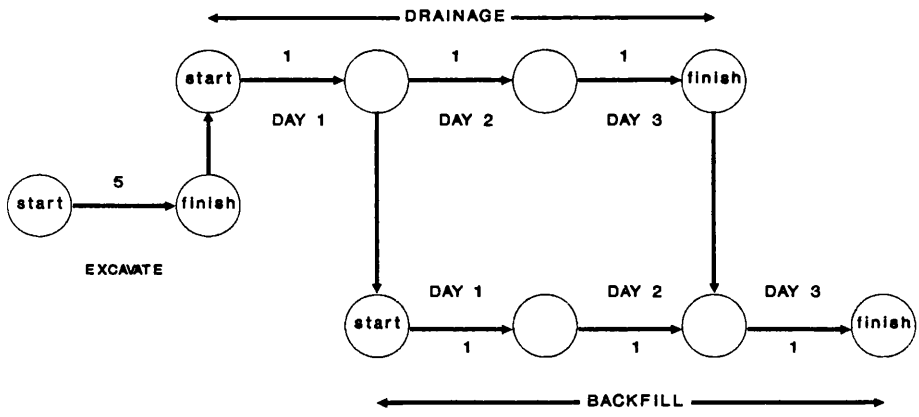 DRAINAGE
1 1 1
start finish
DAY 1 DAY 2 DAY 3
5
start finish
EXCAVATE
DAY 1 DAY 2 DAY 3
start finish
1 1 1
BACKFILL